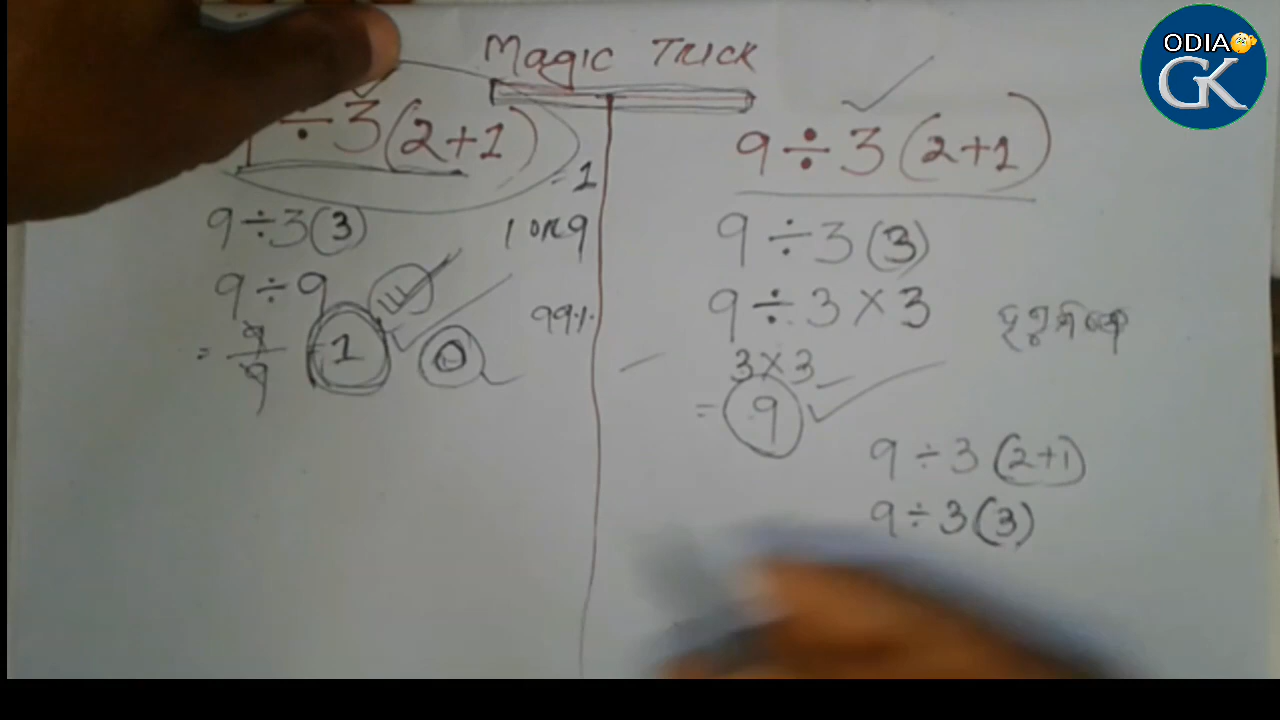 Magic Trick
÷ 3(2+1)
= 1
9 ÷ 3(3)
1 or 9
9 ÷ 9
= 9/9
1
0
99%
9 ÷ 3(2+1)
9 ÷ 3(3)
9 ÷ 3 × 3
3 × 3
= 9
9 ÷ 3(2+1)
9 ÷ 3(3)
ODIA
GK